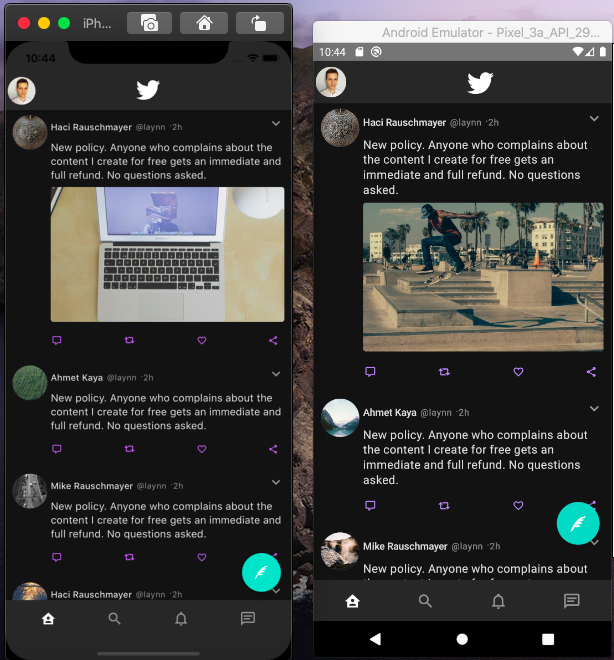 iPh...
10:44
Haci Rauschmayer @laynn ·2h
New policy. Anyone who complains about the
content I create for free gets an immediate and
full refund. No questions asked.
Ahmet Kaya @laynn ·2h
New policy. Anyone who complains about the
content I create for free gets an immediate and
full refund. No questions asked.
Mike Rauschmayer @laynn ·2h
New policy. Anyone who complains about the
content I create for free gets an immediate and
full refund. No questions asked.
Haci Rauschmayer @laynn ·2h
Android Emulator - Pixel_3a_API_29...
10:44
Haci Rauschmayer @laynn ·2h
New policy. Anyone who complains about
the content I create for free gets an
immediate and full refund. No questions
asked.
Ahmet Kaya @laynn ·2h
New policy. Anyone who complains about
the content I create for free gets an
immediate and full refund. No questions
asked.
Mike Rauschmayer @laynn ·2h
New policy. Anyone who complains about